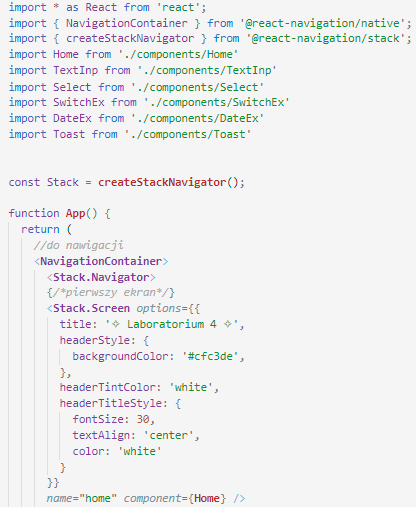 import * as React from 'react';
import { NavigationContainer } from '@react-navigation/native';
import { createStackNavigator } from '@react-navigation/stack';
import Home from './components/Home'
import TextInp from './components/TextInp'
import Select from './components/Select'
import SwitchEx from './components/SwitchEx'
import DateEx from './components/DateEx'
import Toast from './components/Toast'
const Stack = createStackNavigator();
function App() {
return (
//do nawigacji
<NavigationContainer>
<Stack.Navigator>
{/*pierwszy ekran*/}
<Stack.Screen options={{
title: '✧ Laboratorium 4 ✧',
headerStyle: {
backgroundColor: '#cfc3de',
},
headerTintColor: 'white',
headerTitleStyle: {
fontSize: 30,
textAlign: 'center',
color: 'white'
}
}}
name="home" component={Home} />